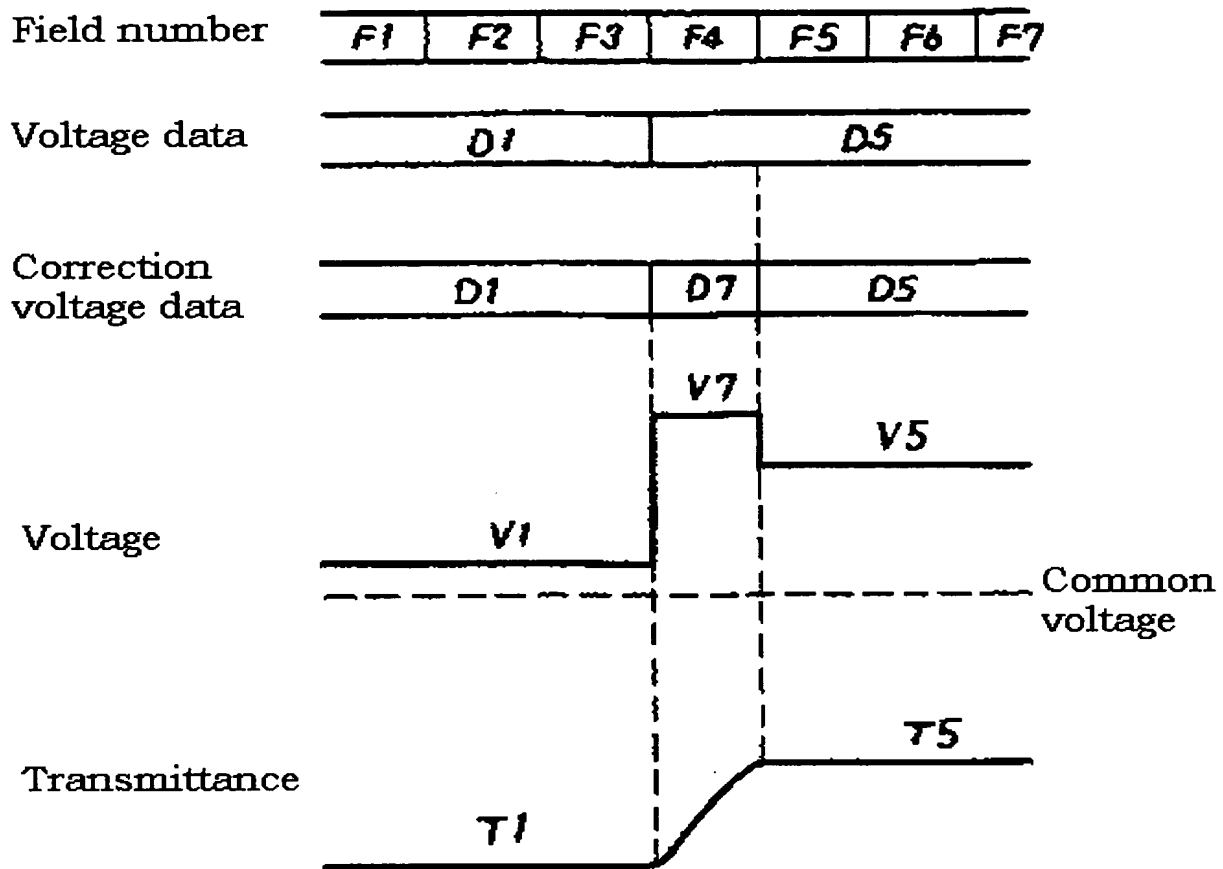 Field number F1 F2 F3 F4 F5 F6 F7
Voltage data D1 D5
Correction
voltage data D1 D7 D5
V7
V5
Voltage V1
Common
voltage
T5
Transmittance
T1